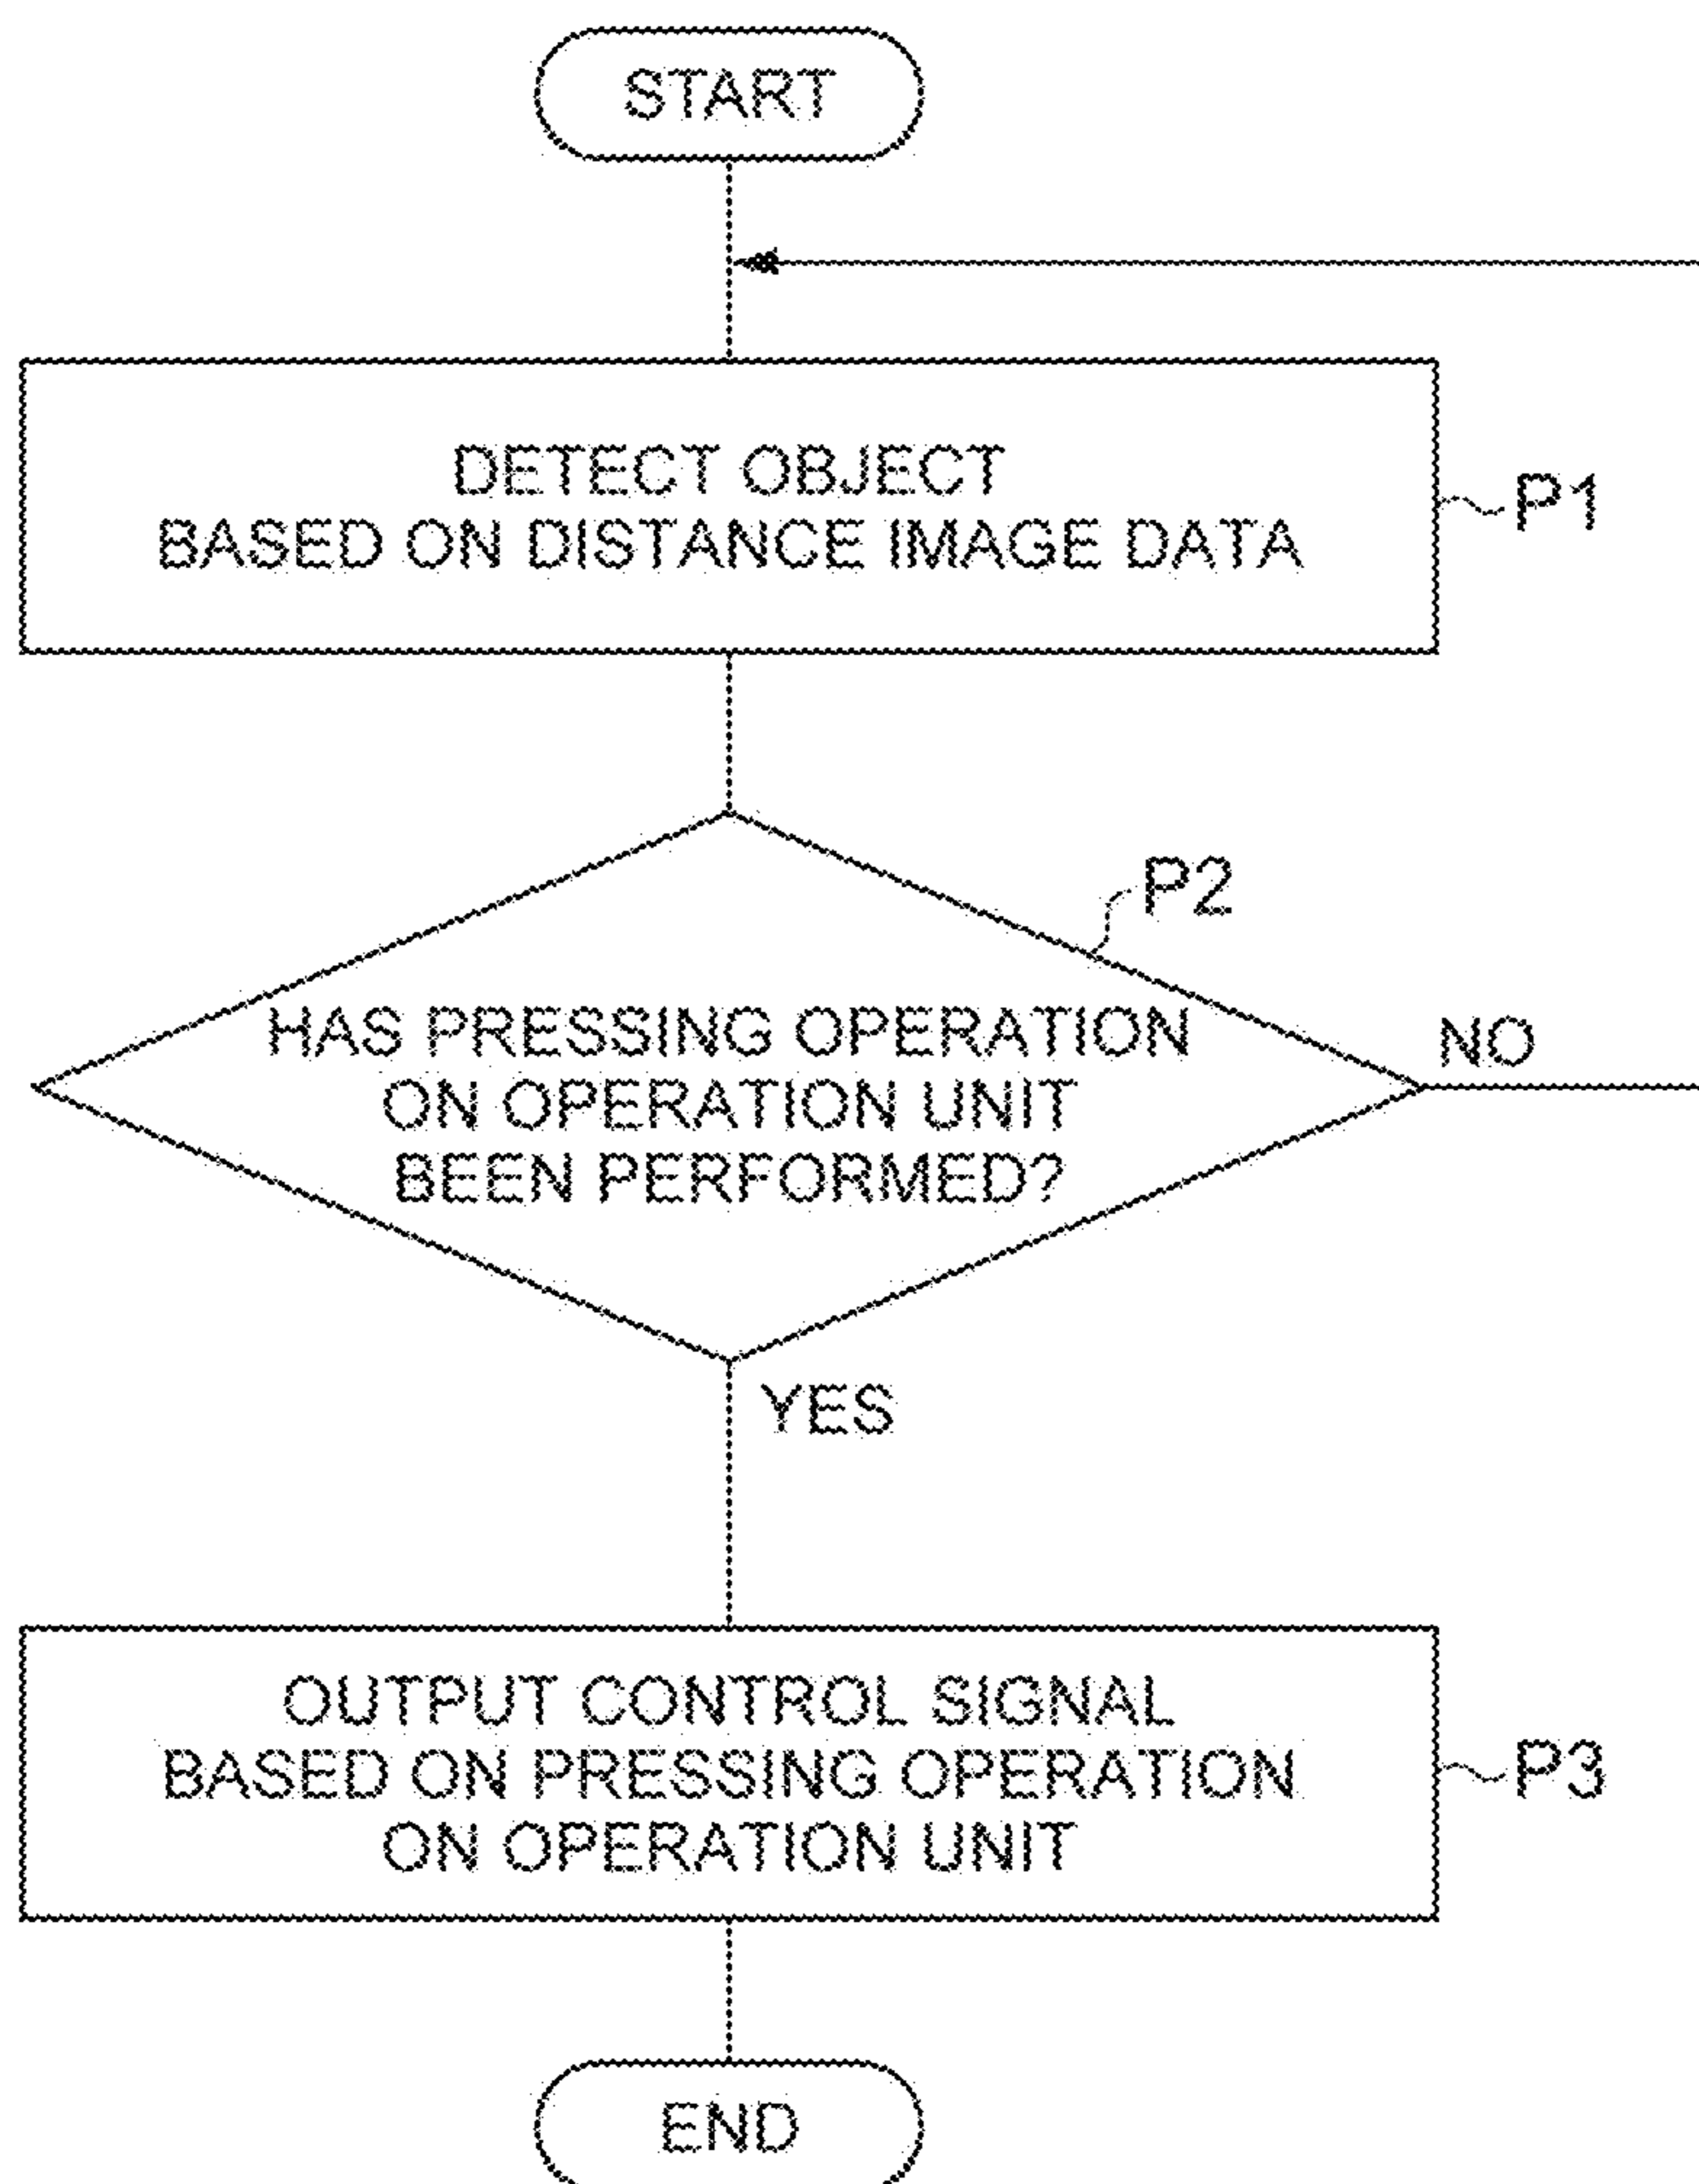 START
DETECT OBJECT
BASED ON DISTANCE IMAGE DATA
P1
P2
HAS PRESSING OPERATION
ON OPERATION UNIT
BEEN PERFORMED?
NO
YES
OUTPUT CONTROL SIGNAL
BASED ON PRESSING OPERATION
ON OPERATION UNIT
P3
END